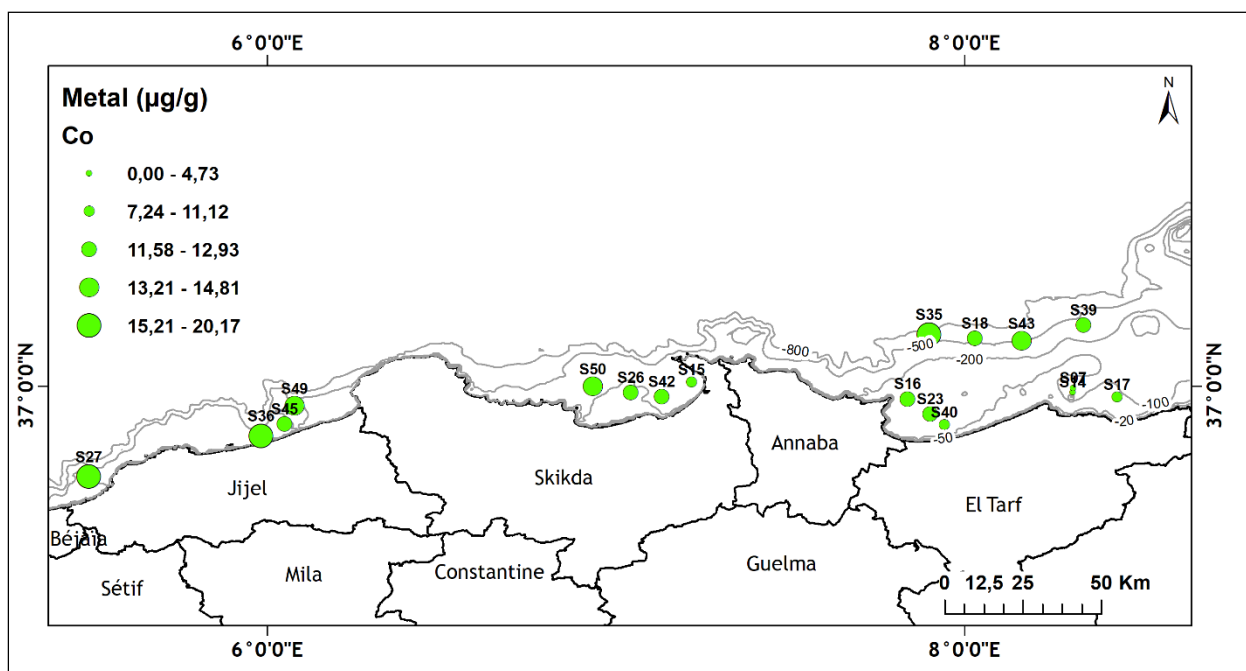 6°0'0"E 8°0'0"E
Metal (µg/g)
Co
0,00 - 4,73
7,24 - 11,12
11,58 - 12,93
13,21 - 14,81
15,21 - 20,17
N
37°0'0"N
37°0'0"N
S35
S18
S43
S39
-500
-800
-200
S50
S26
S42
S15
S16
S23
S40
S07
S14
S17
-100
-20
-50
S49
S45
S36
S27
Jijel
Skikda
Annaba
El Tarf
Béjaia
Sétif
Mila
Constantine
Guelma
0 12,5 25 50 Km
6°0'0"E 8°0'0"E